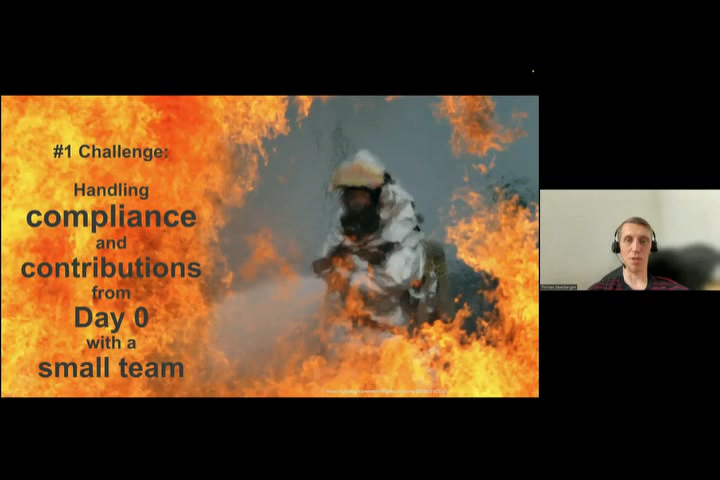 #1 Challenge:
Handling
compliance
and
contributions
from
Day 0
with a
small team